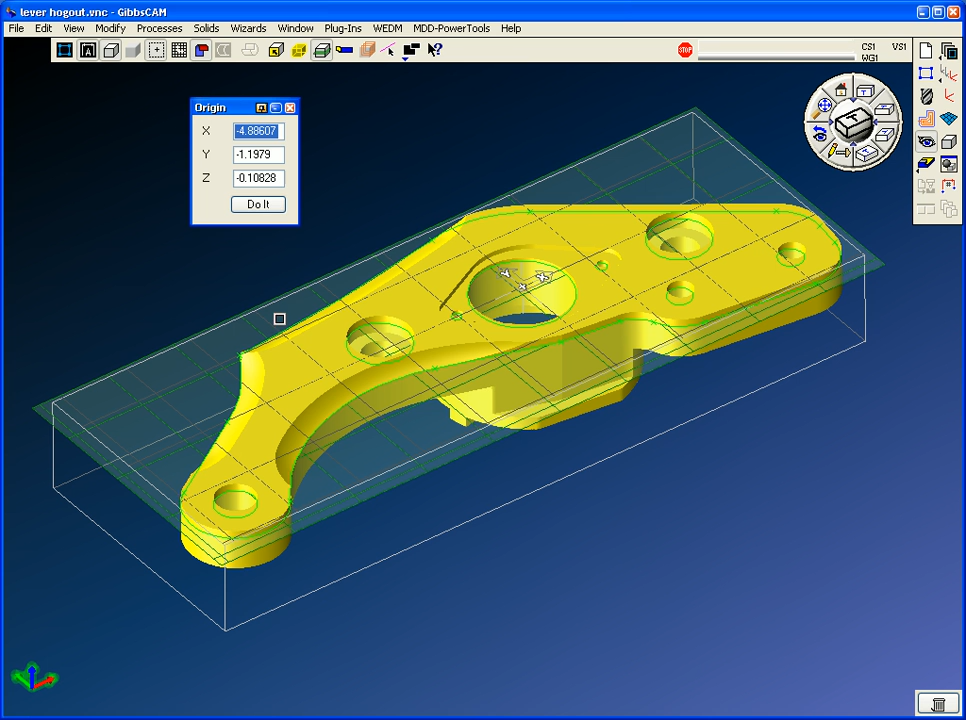 lever hogout.vnc - GibbsCAM
File Edit View Modify Processes Solids Wizards Window Plug-Ins WEDM MDD-PowerTools Help
A STOP CS1 VS1
WG1
Origin
X -4.88607
Y -1.1979
Z -0.10828
Do It
Y X